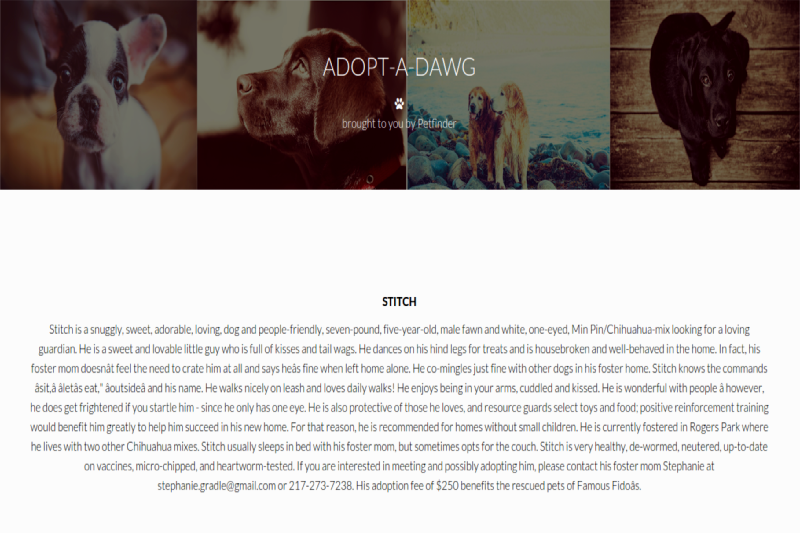 ADOPT-A-DAWG
brought to you by Petfinder
STITCH
Stitch is a snuggly, sweet, adorable, loving, dog and people-friendly, seven-pound, five-year-old, male fawn and white, one-eyed, Min Pin/Chihuahua-mix looking for a loving
guardian. He is a sweet and lovable little guy who is full of kisses and tail wags. He dances on his hind legs for treats and is housebroken and well-behaved in the home. In fact, his
foster mom doesnât feel the need to crate him at all and says heâs fine when left home alone. He co-mingles just fine with other dogs in his foster home. Stitch knows the commands
âsit,â âletâs eat," âoutsideâ and his name. He walks nicely on leash and loves daily walks! He enjoys being in your arms, cuddled and kissed. He is wonderful with people â however,
he does get frightened if you startle him - since he only has one eye. He is also protective of those he loves, and resource guards select toys and food; positive reinforcement training
would benefit him greatly to help him succeed in his new home. For that reason, he is recommended for homes without small children. He is currently fostered in Rogers Park where
he lives with two other Chihuahua mixes. Stitch usually sleeps in bed with his foster mom, but sometimes opts for the couch. Stitch is very healthy, de-wormed, neutered, up-to-date
on vaccines, micro-chipped, and heartworm-tested. If you are interested in meeting and possibly adopting him, please contact his foster mom Stephanie at
stephanie.gradle@gmail.com or 217-273-7238. His adoption fee of $250 benefits the rescued pets of Famous Fidoâs.